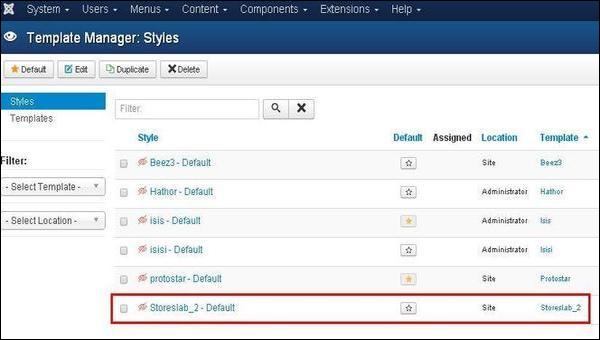 System Users Menus Content Components Extensions Help
Template Manager: Styles
Default Edit Duplicate Delete
Styles
Templates
Filter:
- Select Template -
- Select Location -
Filter:
Style Default Assigned Location Template
Beez3 - Default Site Beez3
Hathor - Default Administrator Hathor
isis - Default Administrator Isis
isisi - Default Administrator Isisi
protostar - Default Site Protostar
Storeslab_2 - Default Site Storeslab_2